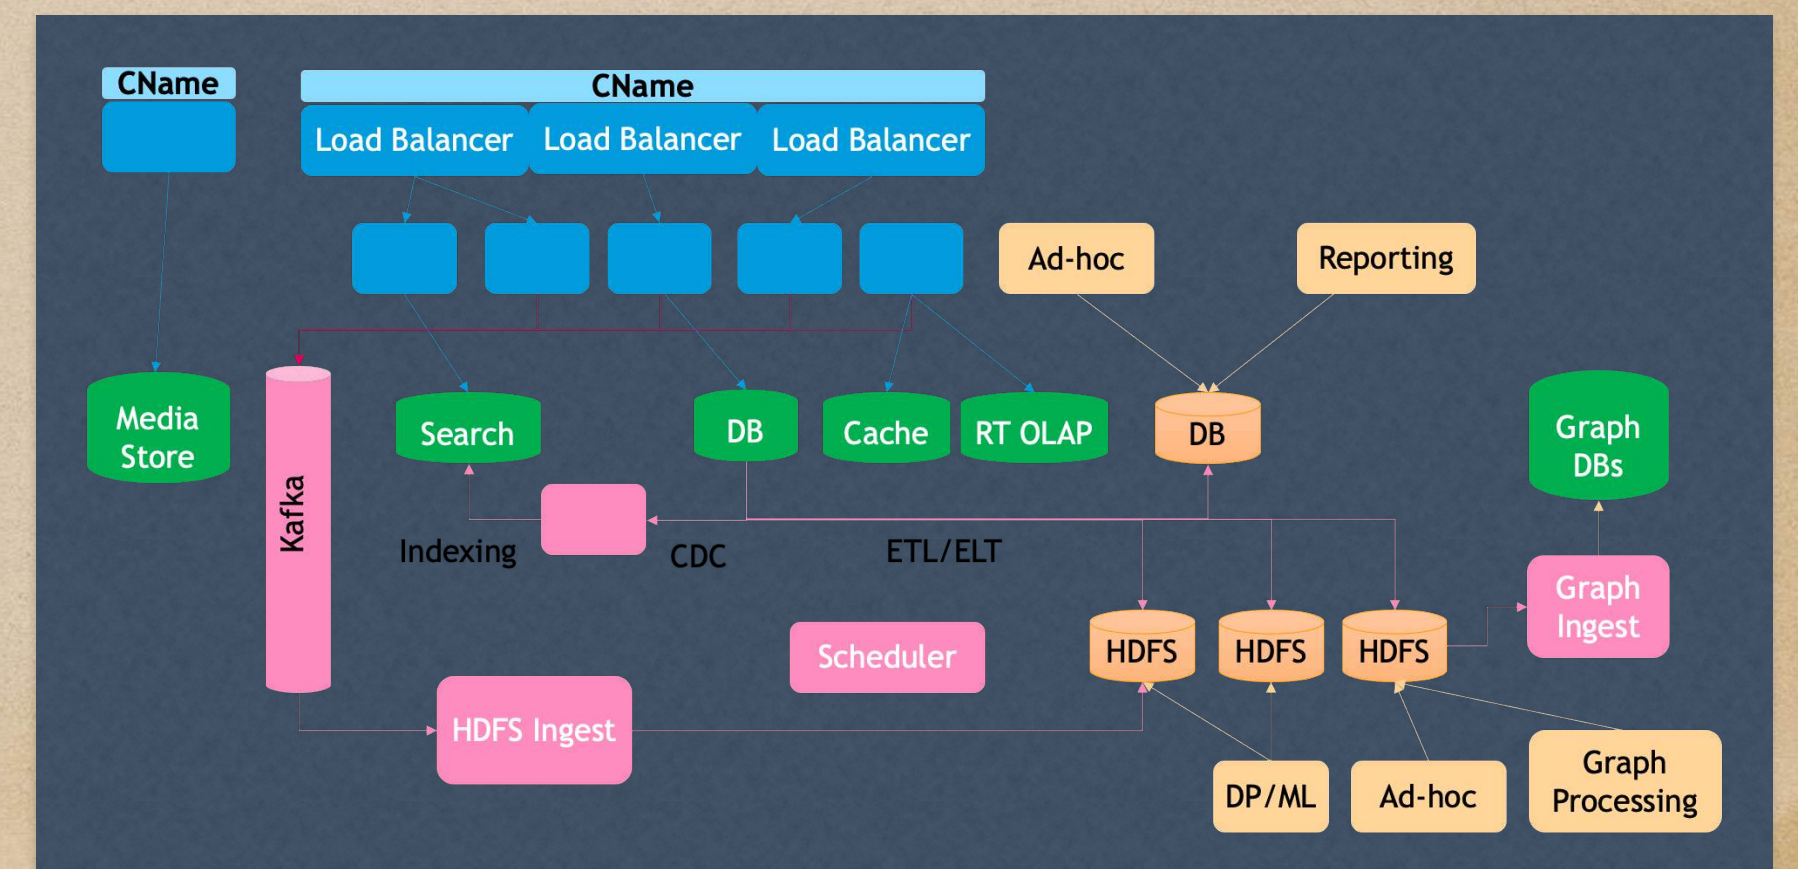 CName
CName
Load Balancer
Load Balancer
Load Balancer
Ad-hoc
Reporting
Media
Store
Kafka
Search
DB
Cache
RT OLAP
DB
Graph
DBs
Indexing
CDC
ETL/ELT
Graph
Ingest
Scheduler
HDFS
HDFS
HDFS
HDFS Ingest
DP/ML
Ad-hoc
Graph
Processing